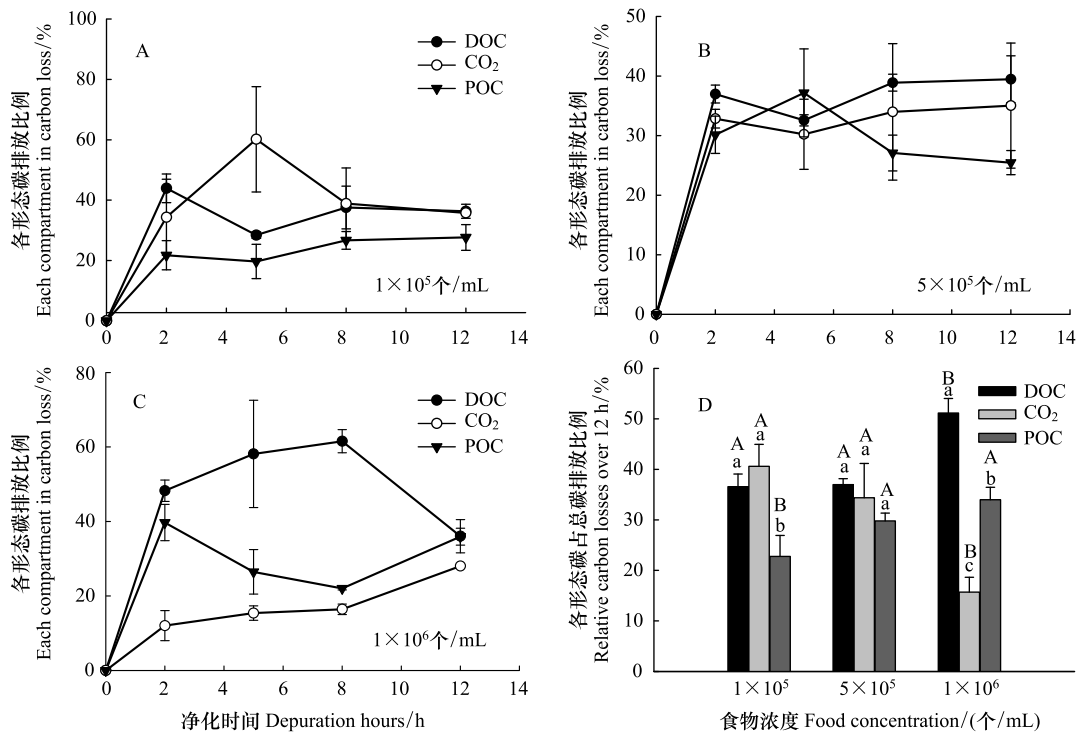 各形态碳排放比例
Each compartment in carbon loss/%
100
80
60
40
20
0
A
DOC
CO₂
POC
1×10⁵个/mL
0 2 4 6 8 10 12 14
各形态碳排放比例
Each compartment in carbon loss/%
50
40
30
20
10
0
B
5×10⁵个/mL
0 2 4 6 8 10 12 14
各形态碳排放比例
Each compartment in carbon loss/%
80
60
40
20
0
C
DOC
CO₂
POC
1×10⁶个/mL
0 2 4 6 8 10 12 14
净化时间 Depuration hours/h
各形态碳占总碳排放比例
Relative carbon losses over 12 h/%
60
50
40
30
20
10
0
D
DOC
CO₂
POC
A
a
A
a
B
b
A
a
A
a
A
a
B
a
B
c
A
b
1×10⁵ 5×10⁵ 1×10⁶
食物浓度 Food concentration/(个/mL)